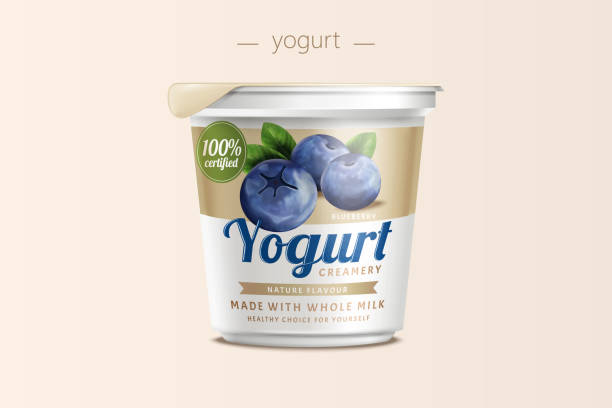 — yogurt —
100%
certified
BLUEBERRY
Yogurt
CREAMERY
NATURE FLAVOUR
MADE WITH WHOLE MILK
HEALTHY CHOICE FOR YOURSELF